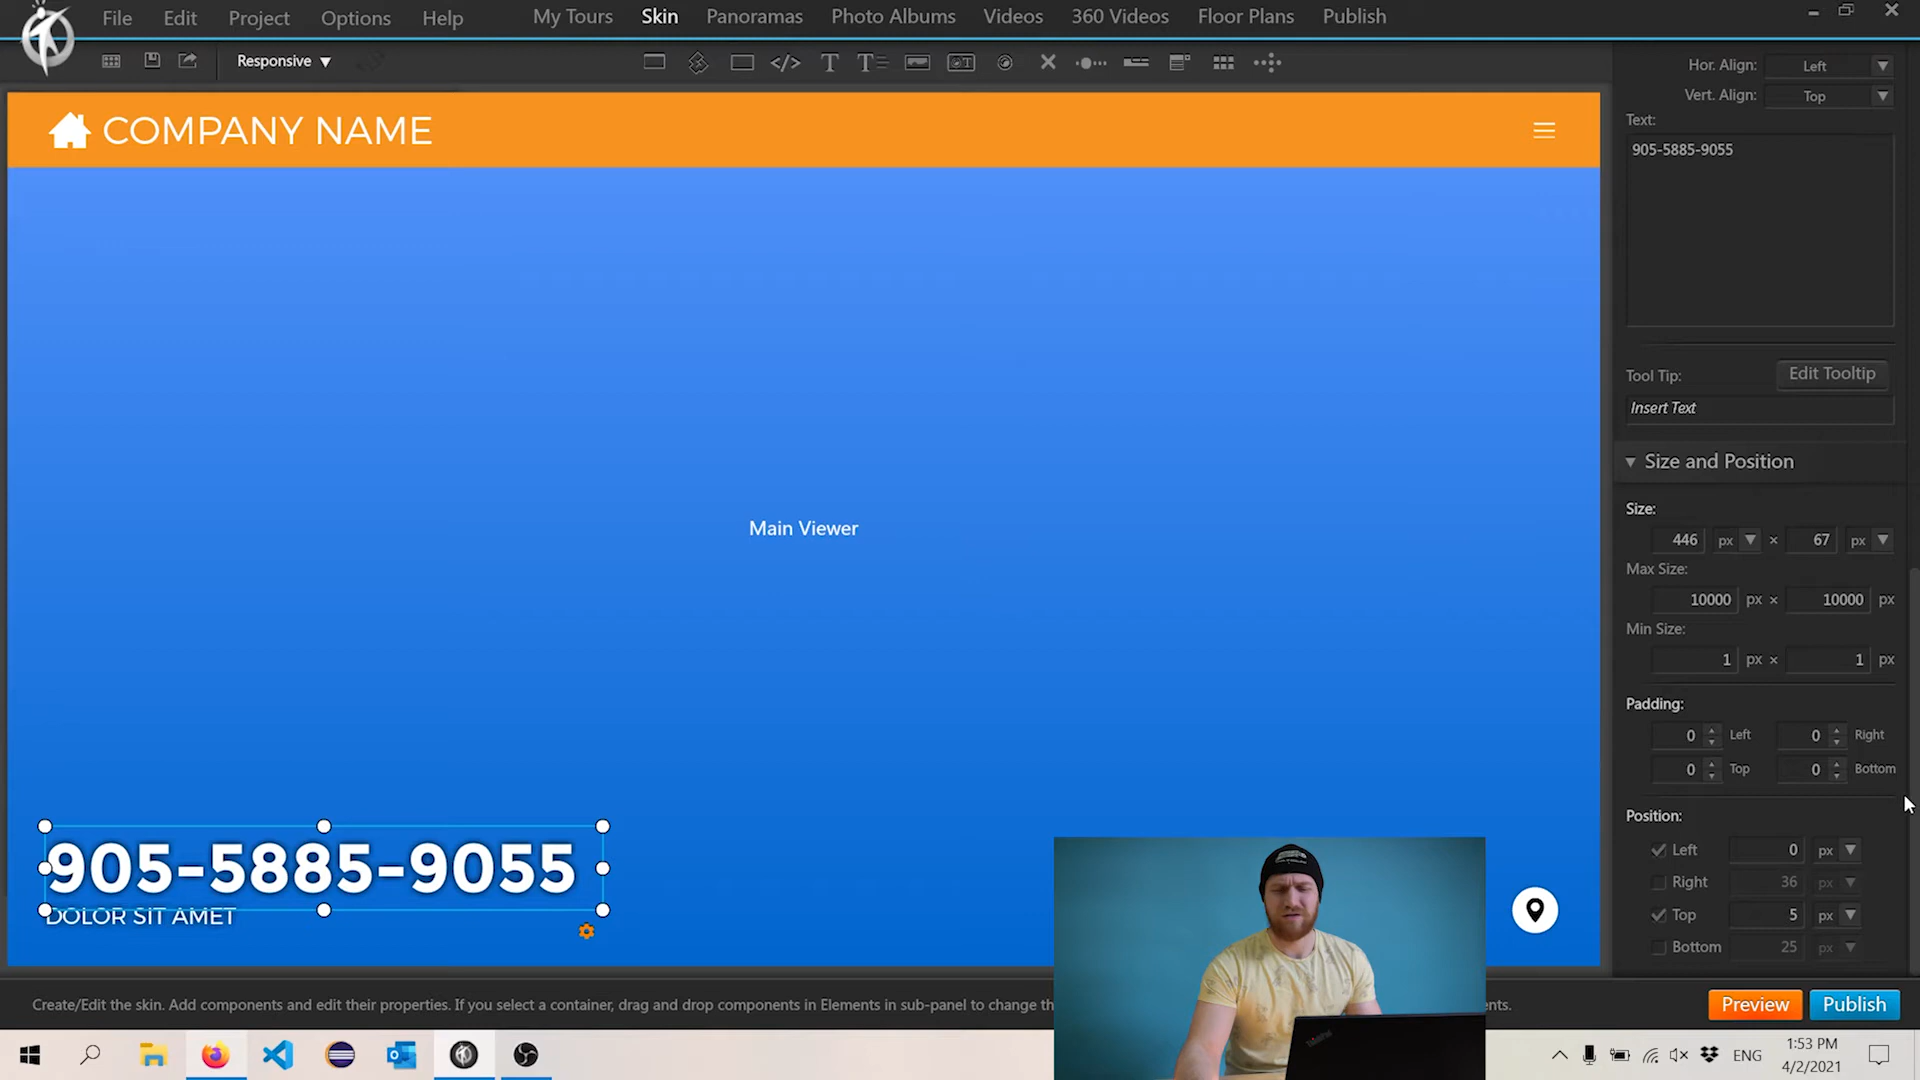 File Edit Project Options Help My Tours Skin Panoramas Photo Albums Videos 360 Videos Floor Plans Publish
Responsive
Hor. Align: Left
Vert. Align: Top
COMPANY NAME
Text:
905-5885-9055
Tool Tip: Edit Tooltip
Insert Text
Size and Position
Size:
446 px × 67 px
Max Size:
10000 px × 10000 px
Main Viewer
Min Size:
1 px × 1 px
Padding:
0 Left 0 Right
0 Top 0 Bottom
Position:
Left 0 px
Right 36 px
Top 5 px
Bottom 25 px
905-5885-9055
DOLOR SIT AMET
Create/Edit the skin. Add components and edit their properties. If you select a container, drag and drop components in Elements in sub-panel to change th
Preview Publish
ENG
1:53 PM
4/2/2021